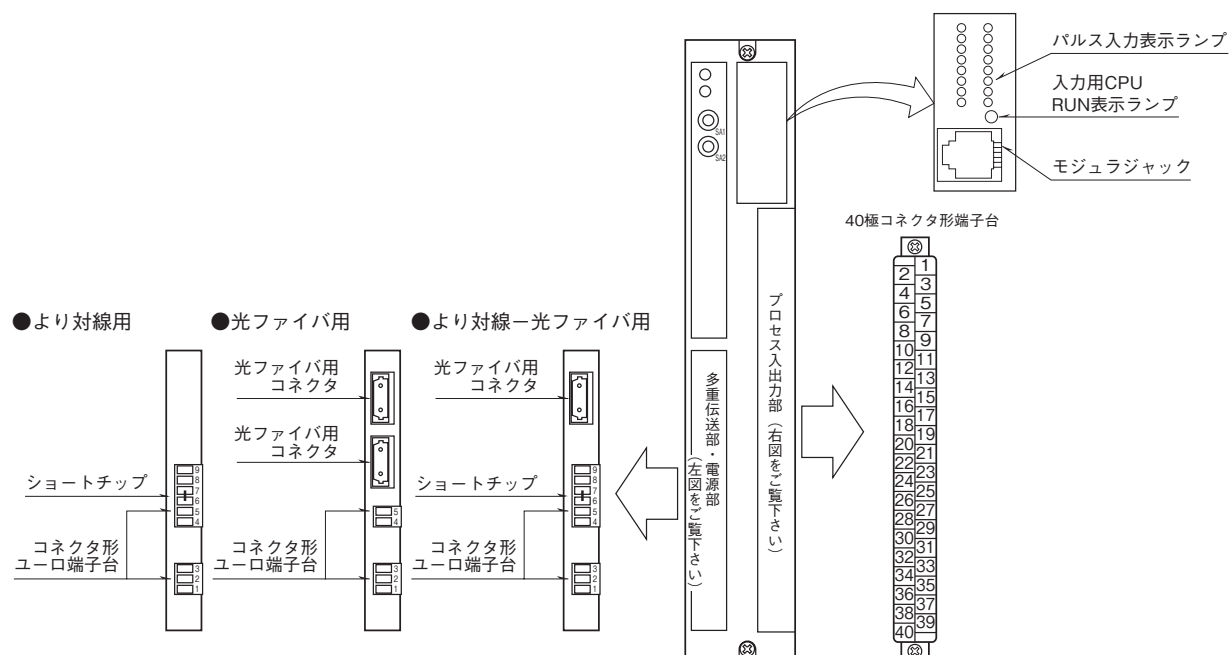 パルス入力表示ランプ
入力用CPU
RUN表示ランプ
モジュラジャック
SA1
SA2
40極コネクタ形端子台
1
2
3
4
5
6
7
8
9
10
11
12
13
14
15
16
17
18
19
20
21
22
23
24
25
26
27
28
29
30
31
32
33
34
35
36
37
38
39
40
プロセス入出力部（右図をご覧下さい）
多重伝送部・電源部
（左図をご覧下さい）
●より対線用
ショートチップ
コネクタ形
ユーロ端子台
9
8
7
6
5
4
3
2
1
●光ファイバ用
光ファイバ用
コネクタ
光ファイバ用
コネクタ
コネクタ形
ユーロ端子台
5
4
3
2
1
●より対線－光ファイバ用
光ファイバ用
コネクタ
ショートチップ
コネクタ形
ユーロ端子台
9
8
7
6
5
4
3
2
1